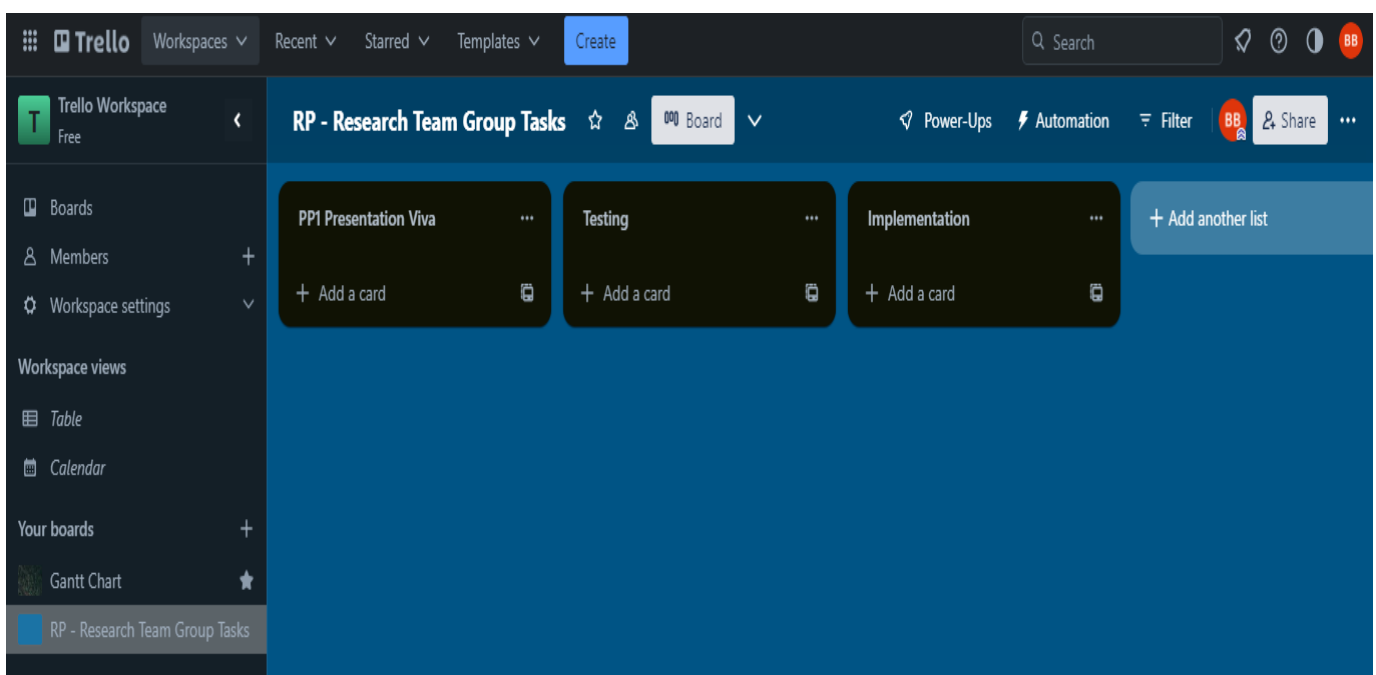 Trello Workspaces Recent Starred Templates Create Search BB
T Trello Workspace
Free
RP - Research Team Group Tasks Board Power-Ups Automation Filter BB Share
Boards
Members
Workspace settings
Workspace views
Table
Calendar
Your boards
Gantt Chart
RP - Research Team Group Tasks
PP1 Presentation Viva
Add a card
Testing
Add a card
Implementation
Add a card
Add another list